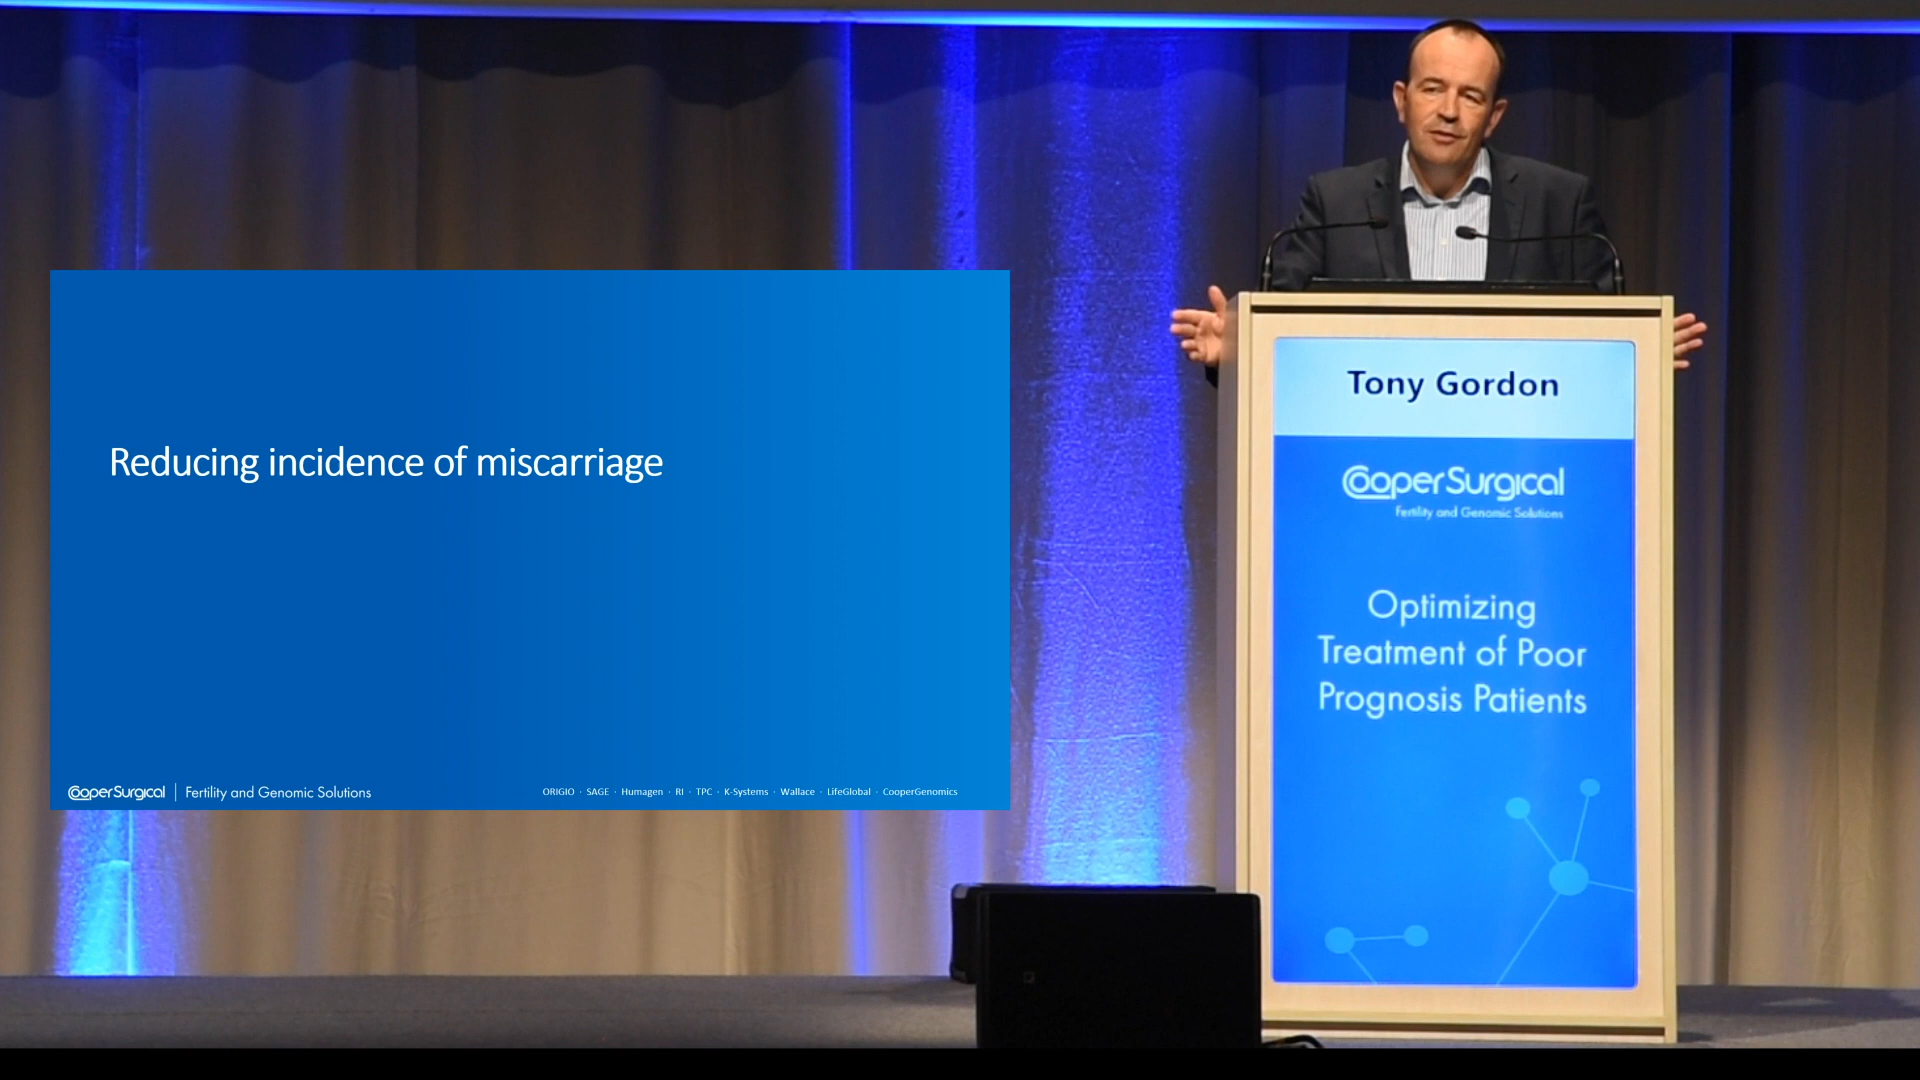 Reducing incidence of miscarriage
CooperSurgical | Fertility and Genomic Solutions
ORIGIO · SAGE · Humagen · RI · TPC · K-Systems · Wallace · LifeGlobal · CooperGenomics
Tony Gordon
CooperSurgical
Fertility and Genomic Solutions
Optimizing
Treatment of Poor
Prognosis Patients